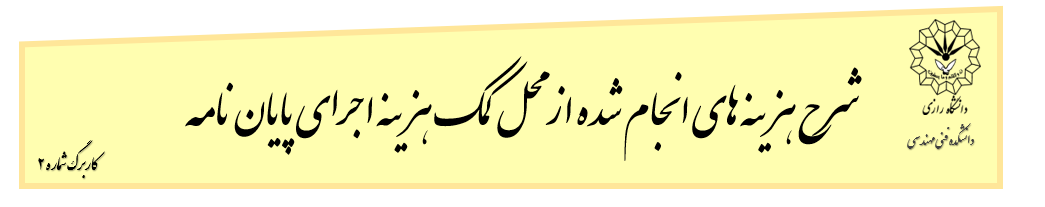 دانشگاه رازی
دانشکده فنی مهندسی
شرح هزینه های انجام شده از محل کمک هزینه اجرای پایان نامه
کاربرگ شماره ۲